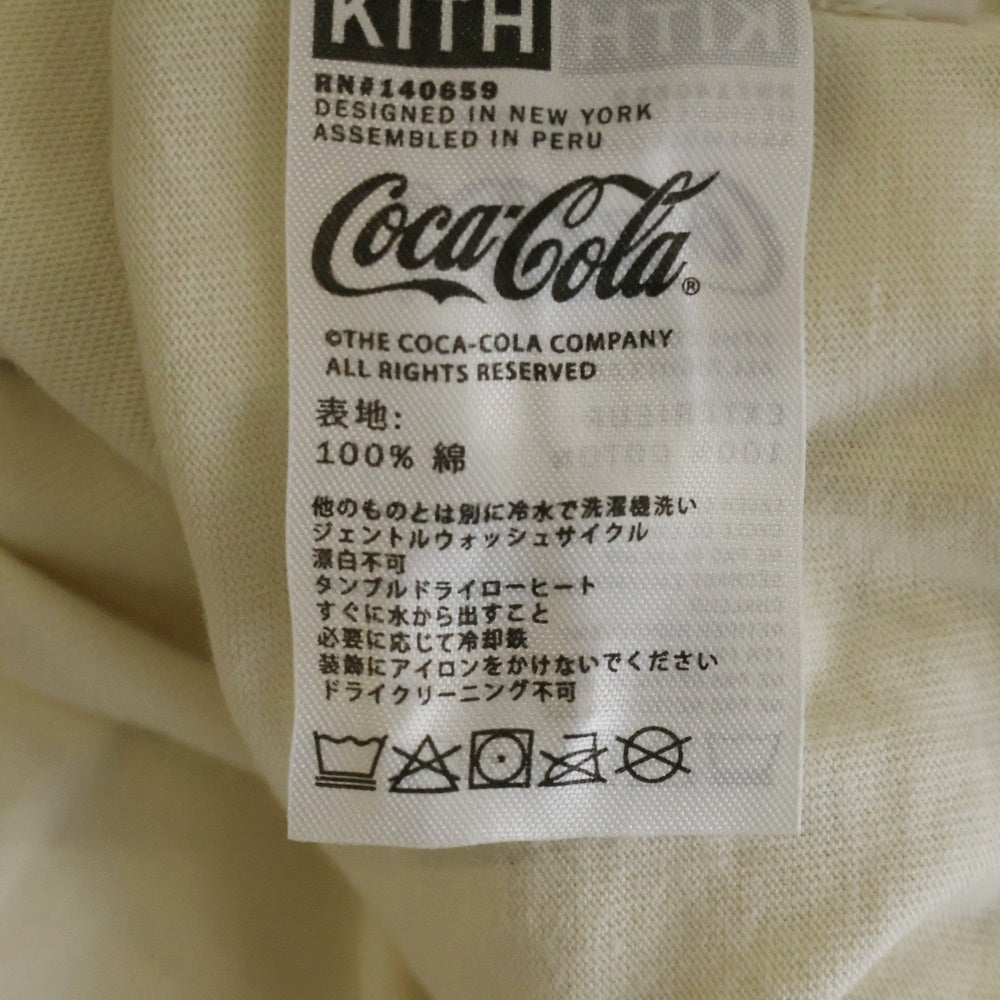 KITH
RN#140659
DESIGNED IN NEW YORK
ASSEMBLED IN PERU
Coca-Cola®
©THE COCA-COLA COMPANY
ALL RIGHTS RESERVED
表地:
100% 綿
他のものとは別に冷水で洗濯機洗い
ジェントルウォッシュサイクル
漂白不可
タンブルドライローヒート
すぐに水から出すこと
必要に応じて冷却鉄
装飾にアイロンをかけないでください
ドライクリーニング不可